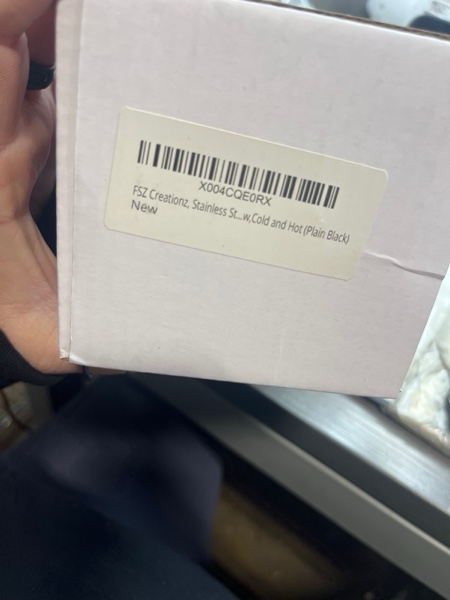 X004CQE0RX
FSZ Creationz, Stainless St...w,Cold and Hot (Plain Black)
New